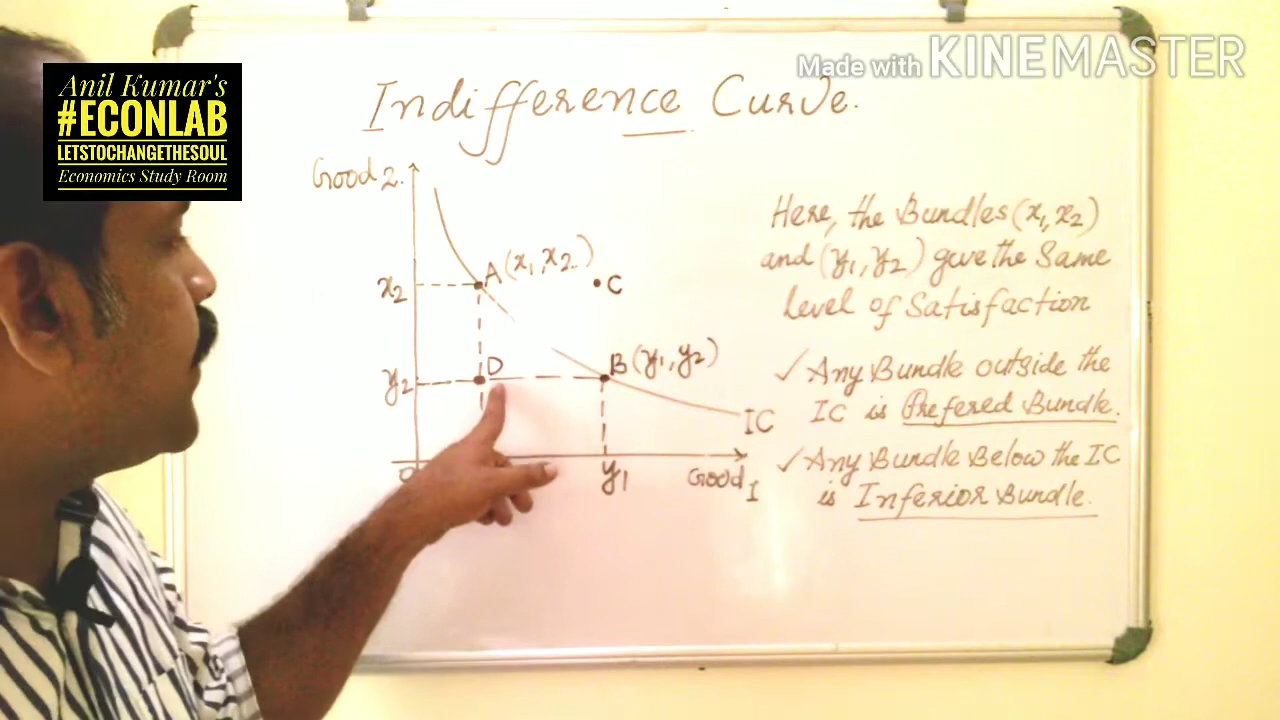 Made with KINEMASTER
Anil Kumar's
#ECONLAB
LETSTOCHANGETHESOUL
Economics Study Room
Indifference Curve.
Good 2.
A (x1, x2)
x2
C
B (y1, y2)
D
y2
IC
O
y1
Good 1
Here, the Bundles (x1, x2)
and (y1, y2) give the Same
level of Satisfaction
✓ Any Bundle outside the
IC is Prefered Bundle.
✓ Any Bundle Below the IC
is Inferior Bundle.